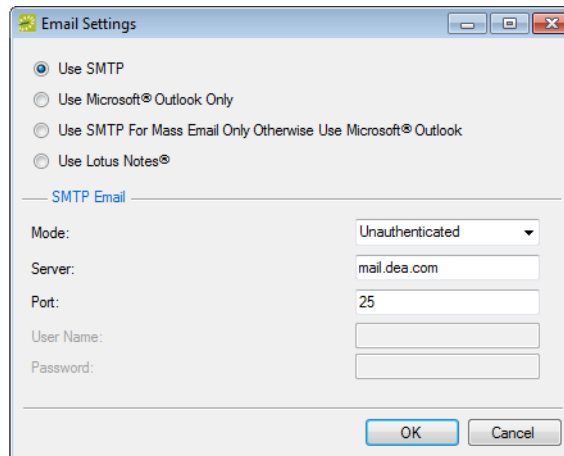 Email Settings
Use SMTP
Use Microsoft® Outlook Only
Use SMTP For Mass Email Only Otherwise Use Microsoft® Outlook
Use Lotus Notes®
SMTP Email
Mode: Unauthenticated
Server: mail.dea.com
Port: 25
User Name:
Password:
OK Cancel